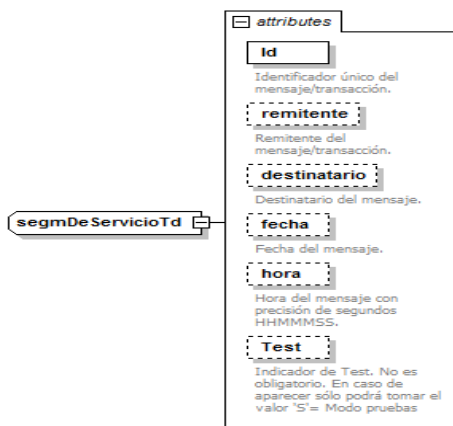 attributes
Id
Identificador único del
mensaje/transacción.
remitente
Remitente del
mensaje/transacción.
destinatario
Destinatario del mensaje.
segmDeServicioTd
fecha
Fecha del mensaje.
hora
Hora del mensaje con
precisión de segundos
HHMMMSS.
Test
Indicador de Test. No es
obligatorio. En caso de
aparecer sólo podrá tomar el
valor 'S'= Modo pruebas